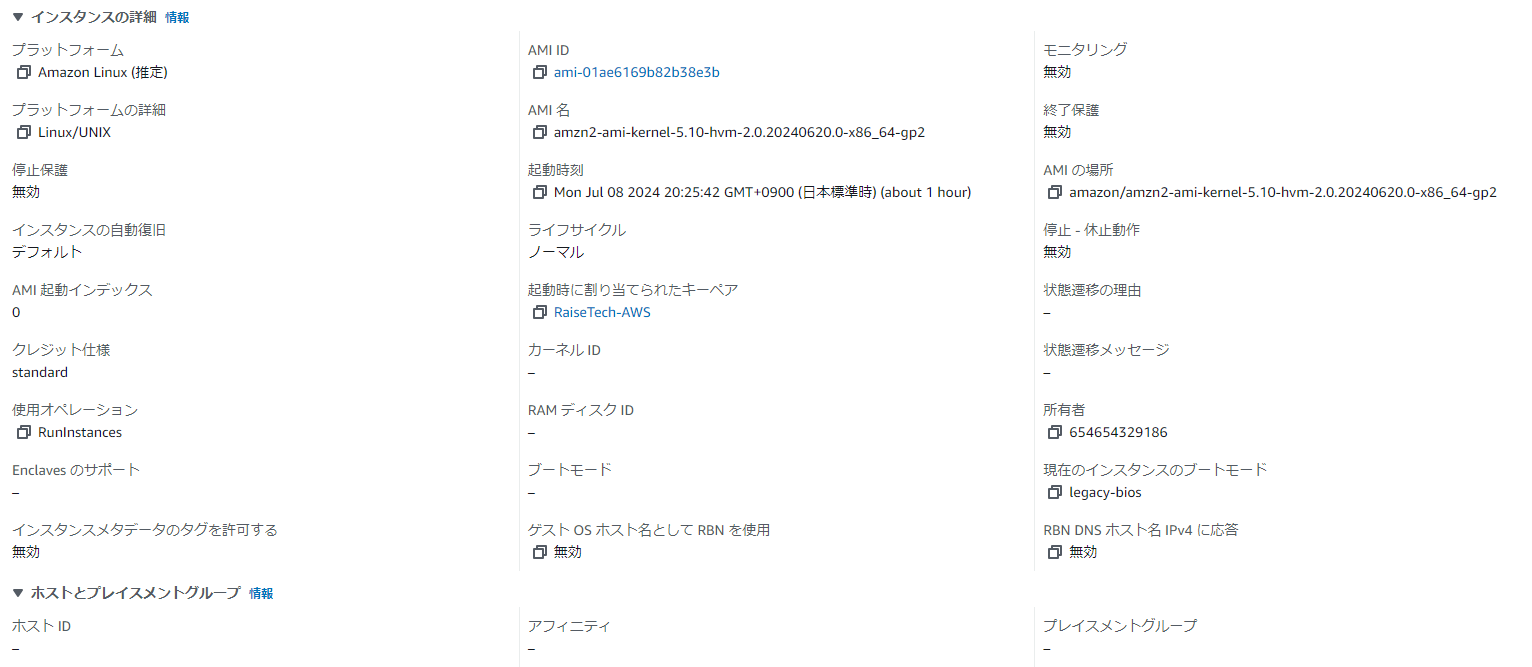 ▼ インスタンスの詳細 情報
プラットフォーム
Amazon Linux (推定)
AMI ID
ami-01ae6169b82b38e3b
モニタリング
無効
プラットフォームの詳細
Linux/UNIX
AMI 名
amzn2-ami-kernel-5.10-hvm-2.0.20240620.0-x86_64-gp2
終了保護
無効
停止保護
無効
起動時刻
Mon Jul 08 2024 20:25:42 GMT+0900 (日本標準時) (about 1 hour)
AMI の場所
amazon/amzn2-ami-kernel-5.10-hvm-2.0.20240620.0-x86_64-gp2
インスタンスの自動復旧
デフォルト
ライフサイクル
ノーマル
停止 - 休止動作
無効
AMI 起動インデックス
0
起動時に割り当てられたキーペア
RaiseTech-AWS
状態遷移の理由
–
クレジット仕様
standard
カーネル ID
–
状態遷移メッセージ
–
使用オペレーション
RunInstances
RAM ディスク ID
–
所有者
654654329186
Enclaves のサポート
–
ブートモード
–
現在のインスタンスのブートモード
legacy-bios
インスタンスメタデータのタグを許可する
無効
ゲスト OS ホスト名として RBN を使用
無効
RBN DNS ホスト名 IPv4 に応答
無効
▼ ホストとプレイスメントグループ 情報
ホスト ID
–
アフィニティ
–
プレイスメントグループ
–